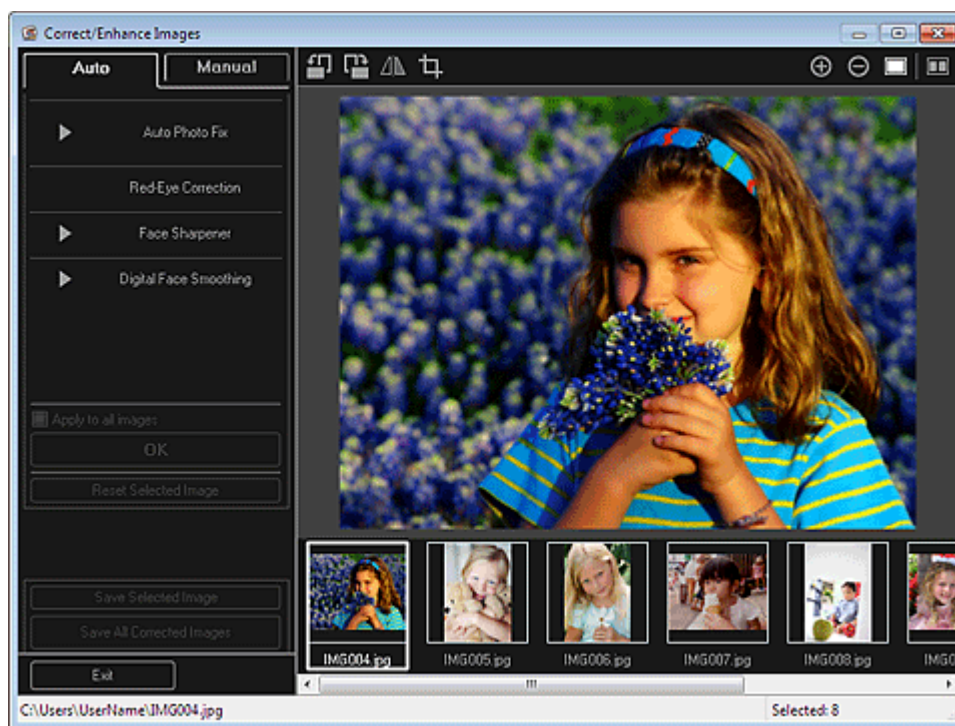 Correct/Enhance Images
Auto Manual
Auto Photo Fix
Red-Eye Correction
Face Sharpener
Digital Face Smoothing
Apply to all images
OK
Reset Selected Image
Save Selected Image
Save All Corrected Images
Exit
IMG004.jpg IMG005.jpg IMG006.jpg IMG007.jpg IMG008.jpg IMG0
C:\Users\UserName\IMG004.jpg Selected: 8